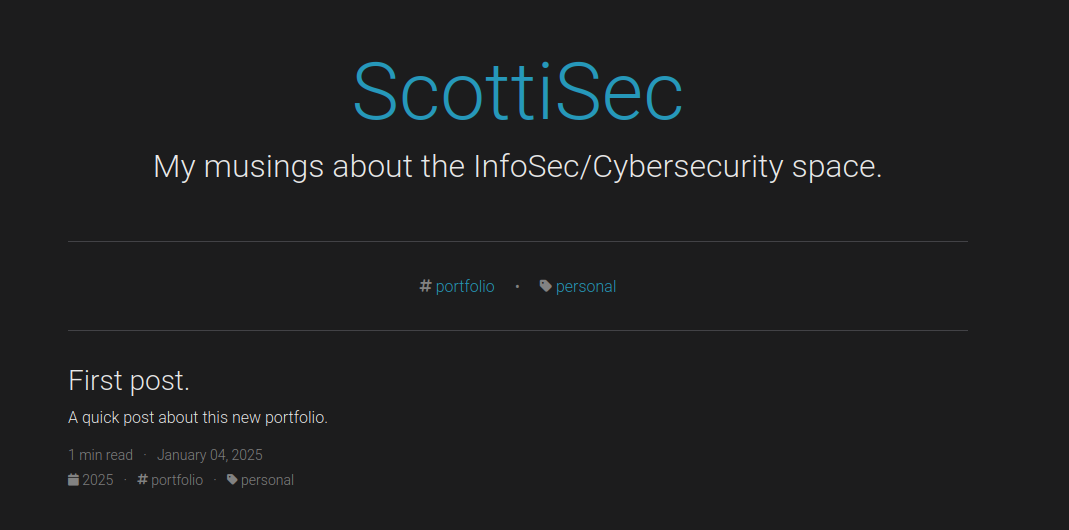 ScottiSec
My musings about the InfoSec/Cybersecurity space.
# portfolio • personal
First post.
A quick post about this new portfolio.
1 min read · January 04, 2025
2025 · # portfolio · personal